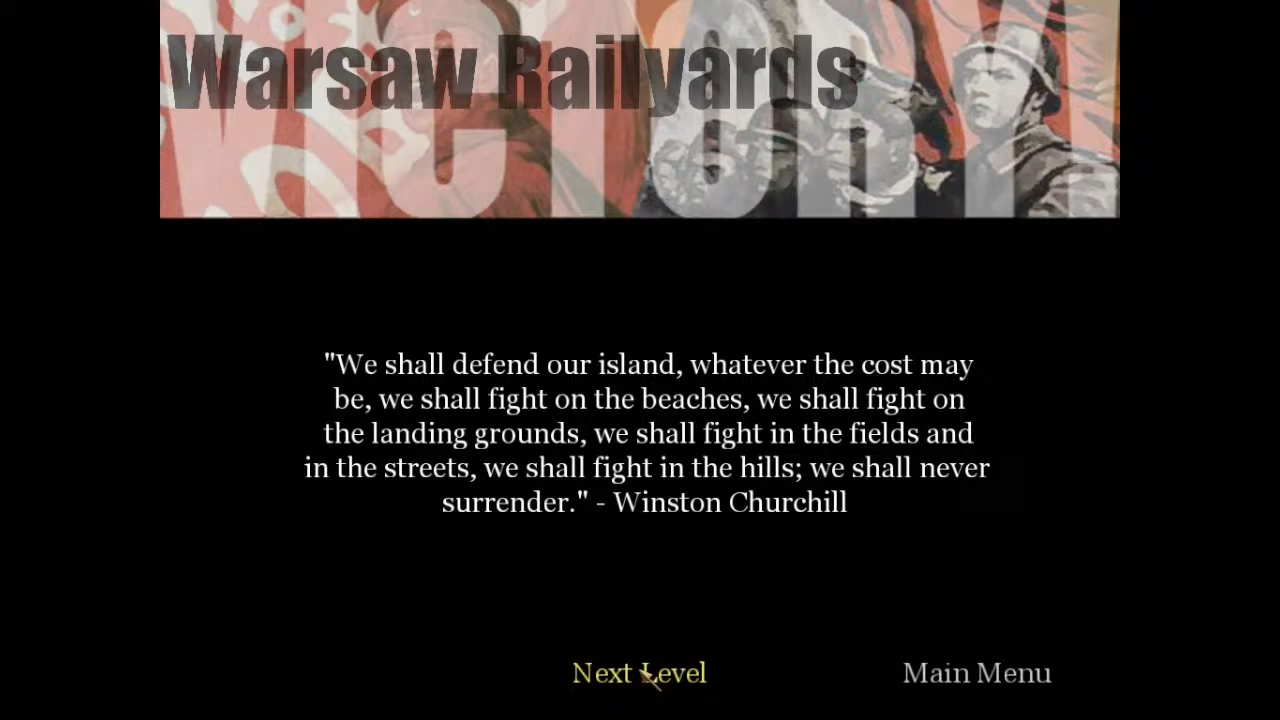 VICTORY
Warsaw Railyards
"We shall defend our island, whatever the cost may
be, we shall fight on the beaches, we shall fight on
the landing grounds, we shall fight in the fields and
in the streets, we shall fight in the hills; we shall never
surrender." - Winston Churchill
Next Level
Main Menu